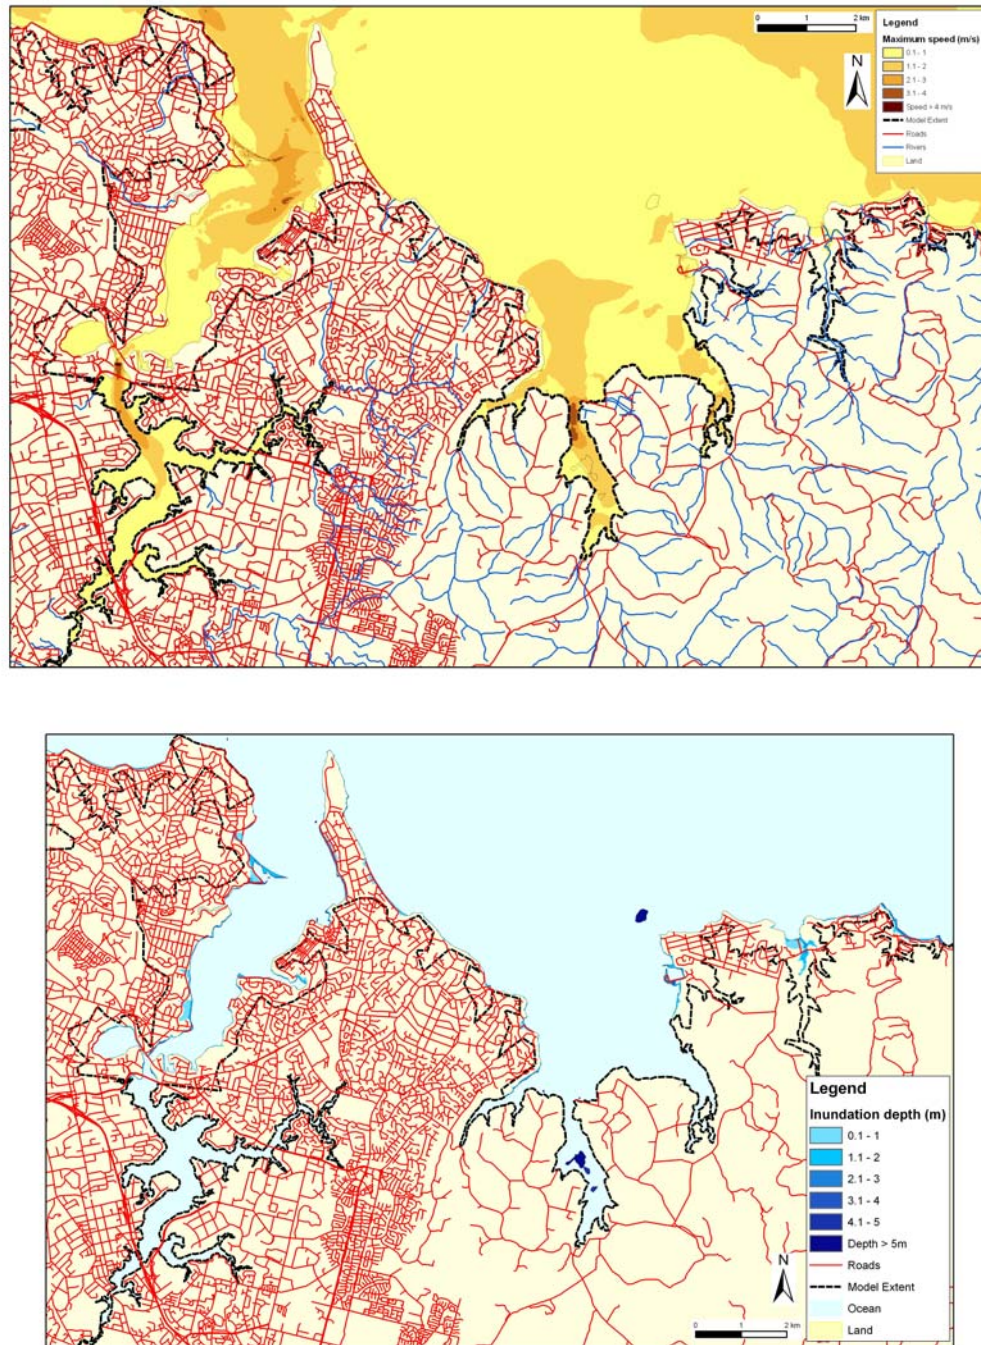 0 1 2 km
N
Legend
Maximum speed (m/s)
0.1 - 1
1.1 - 2
2.1 - 3
3.1 - 4
Speed > 4 m/s
Model Extent
Roads
Rivers
Land
Legend
Inundation depth (m)
0.1 - 1
1.1 - 2
2.1 - 3
3.1 - 4
4.1 - 5
Depth > 5m
Roads
Model Extent
Ocean
Land
N
0 1 2 km